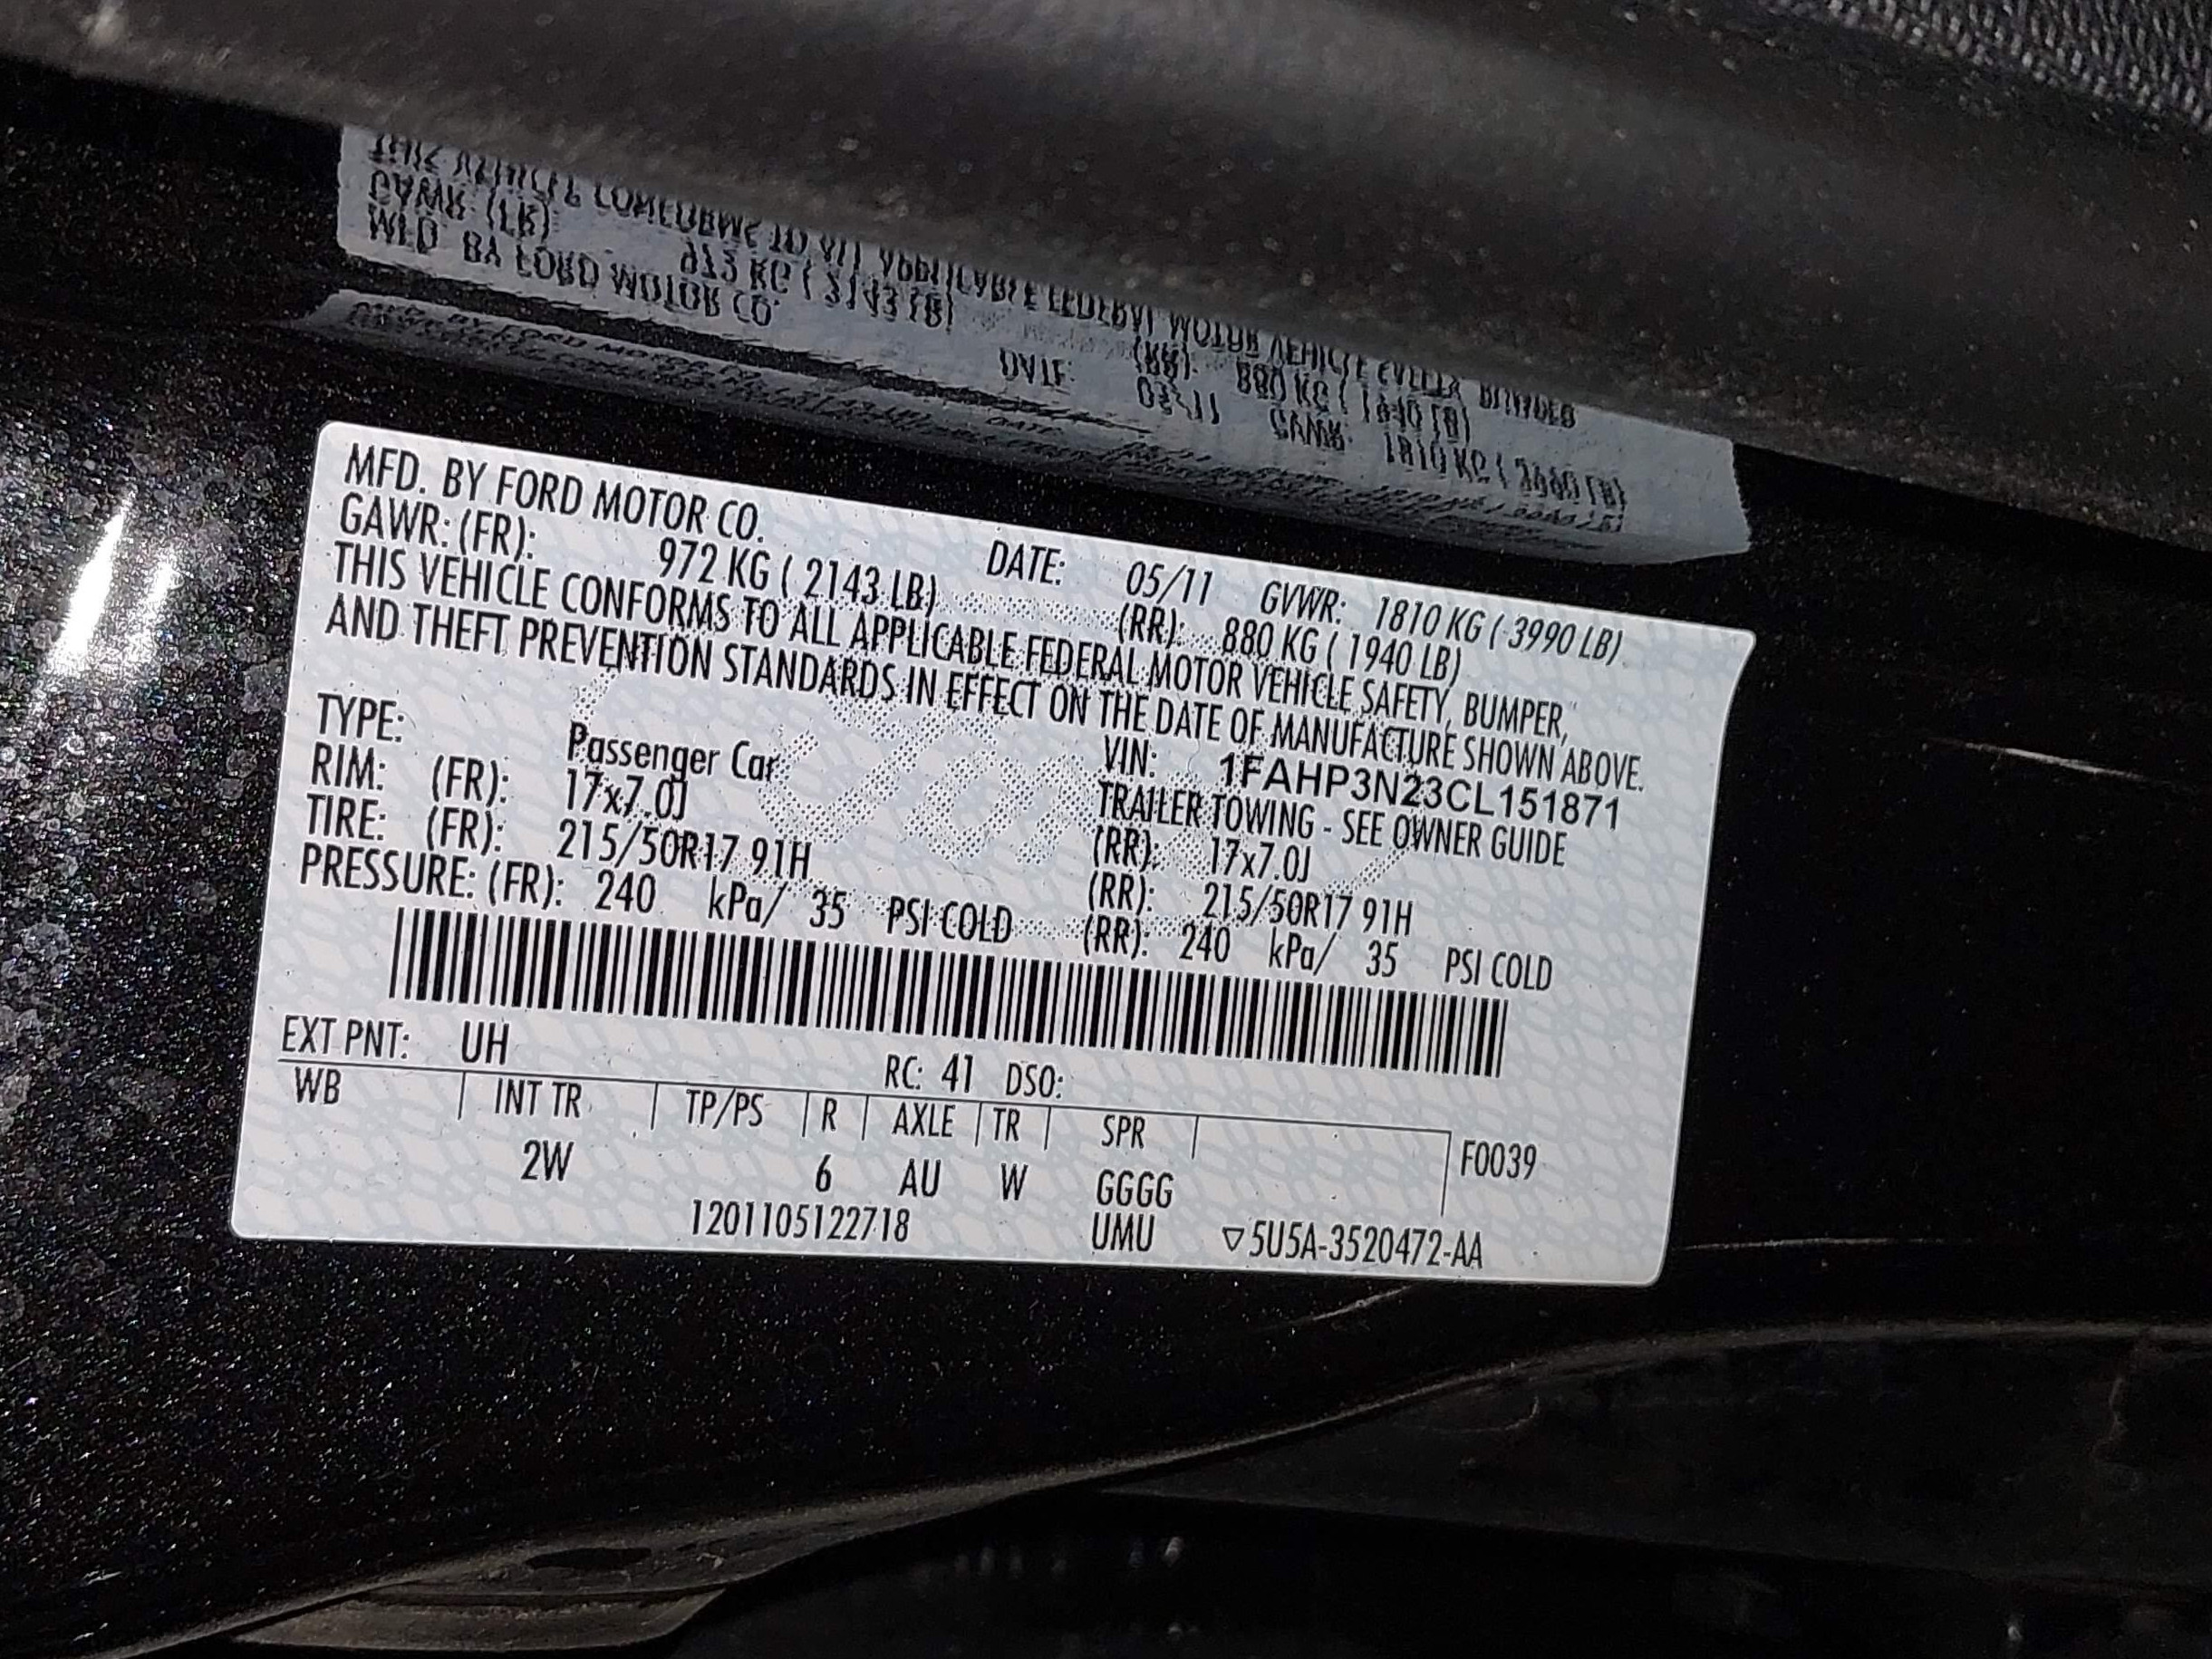 MFD. BY FORD MOTOR CO.
DATE: 05/11 GVWR: 1810 KG ( 3990 LB)
GAWR: (FR): 972 KG ( 2143 LB) (RR): 880 KG ( 1940 LB)
THIS VEHICLE CONFORMS TO ALL APPLICABLE FEDERAL MOTOR VEHICLE SAFETY, BUMPER,
AND THEFT PREVENTION STANDARDS IN EFFECT ON THE DATE OF MANUFACTURE SHOWN ABOVE.
VIN: 1FAHP3N23CL151871
TYPE: Passenger Car TRAILER TOWING - SEE OWNER GUIDE
RIM: (FR): 17x7.0J (RR): 17x7.0J
TIRE: (FR): 215/50R17 91H (RR): 215/50R17 91H
PRESSURE: (FR): 240 kPa/ 35 PSI COLD (RR): 240 kPa/ 35 PSI COLD
EXT PNT: UH RC: 41 DSO:
WB INT TR TP/PS R AXLE TR SPR F0039
2W 6 AU W GGGG
1201105122718 UMU ▽5U5A-3520472-AA